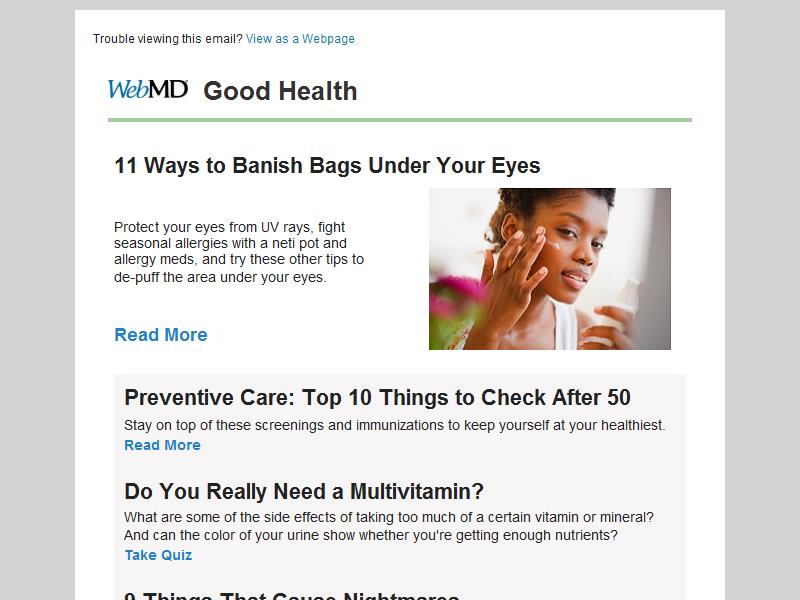 Trouble viewing this email? View as a Webpage
WebMD Good Health
11 Ways to Banish Bags Under Your Eyes
Protect your eyes from UV rays, fight
seasonal allergies with a neti pot and
allergy meds, and try these other tips to
de-puff the area under your eyes.
Read More
Preventive Care: Top 10 Things to Check After 50
Stay on top of these screenings and immunizations to keep yourself at your healthiest.
Read More
Do You Really Need a Multivitamin?
What are some of the side effects of taking too much of a certain vitamin or mineral?
And can the color of your urine show whether you're getting enough nutrients?
Take Quiz
9 Things That Cause Nightmares